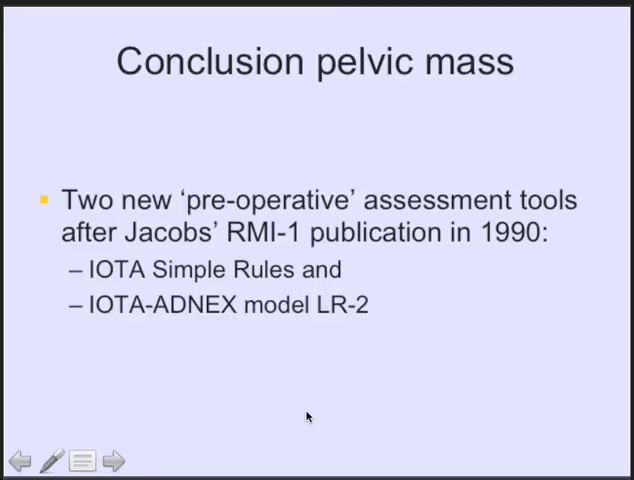 Conclusion pelvic mass
Two new ‘pre-operative’ assessment tools
after Jacobs’ RMI-1 publication in 1990:
– IOTA Simple Rules and
– IOTA-ADNEX model LR-2